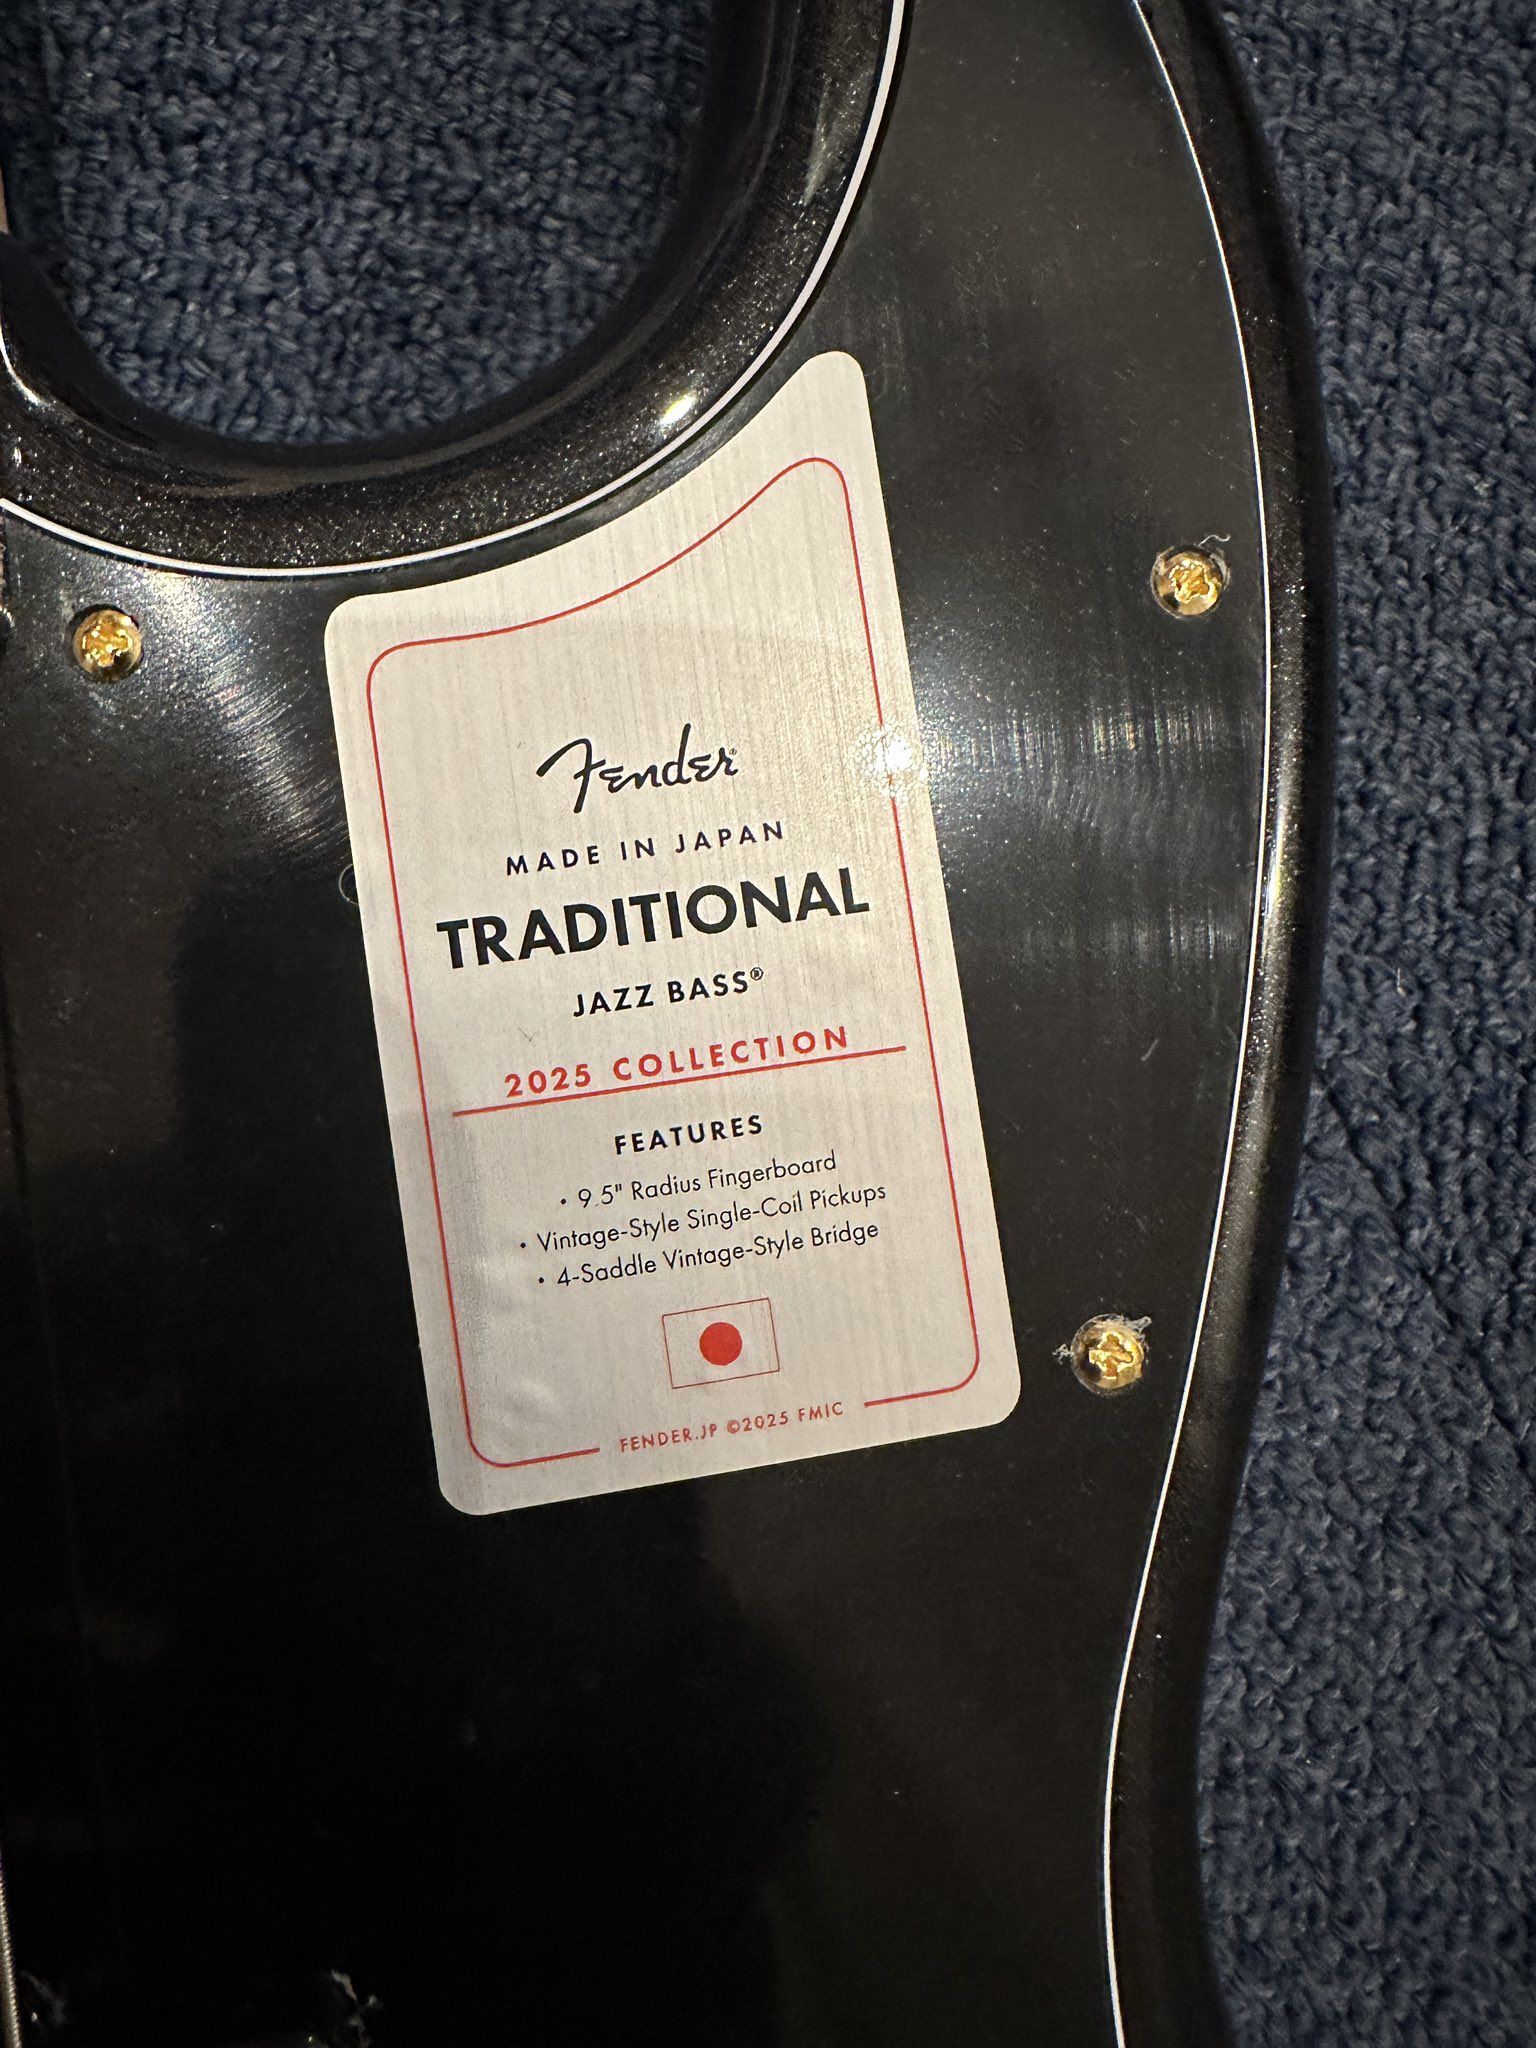 Fender®
MADE IN JAPAN
TRADITIONAL
JAZZ BASS®
2025 COLLECTION
FEATURES
• 9.5" Radius Fingerboard
• Vintage-Style Single-Coil Pickups
• 4-Saddle Vintage-Style Bridge
FENDER.JP ©2025 FMIC